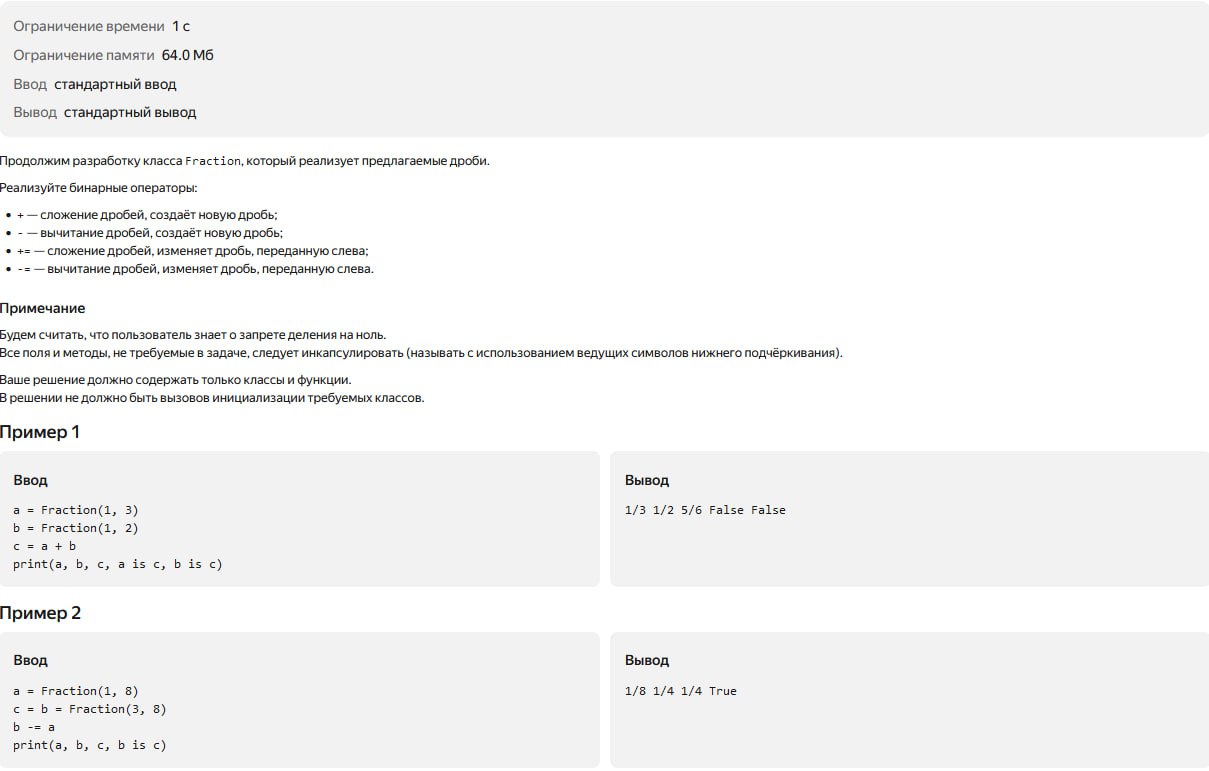 Ограничение времени 1 с
Ограничение памяти 64.0 Мб
Ввод стандартный ввод
Вывод стандартный вывод
Продолжим разработку класса Fraction, который реализует предлагаемые дроби.
Реализуйте бинарные операторы:
• + — сложение дробей, создаёт новую дробь;
• - — вычитание дробей, создаёт новую дробь;
• += — сложение дробей, изменяет дробь, переданную слева;
• -= — вычитание дробей, изменяет дробь, переданную слева.
Примечание
Будем считать, что пользователь знает о запрете деления на ноль.
Все поля и методы, не требуемые в задаче, следует инкапсулировать (называть с использованием ведущих символов нижнего подчёркивания).
Ваше решение должно содержать только классы и функции.
В решении не должно быть вызовов инициализации требуемых классов.
Пример 1
Ввод
a = Fraction(1, 3)
b = Fraction(1, 2)
c = a + b
print(a, b, c, a is c, b is c)
Вывод
1/3 1/2 5/6 False False
Пример 2
Ввод
a = Fraction(1, 8)
c = b = Fraction(3, 8)
b -= a
print(a, b, c, b is c)
Вывод
1/8 1/4 1/4 True